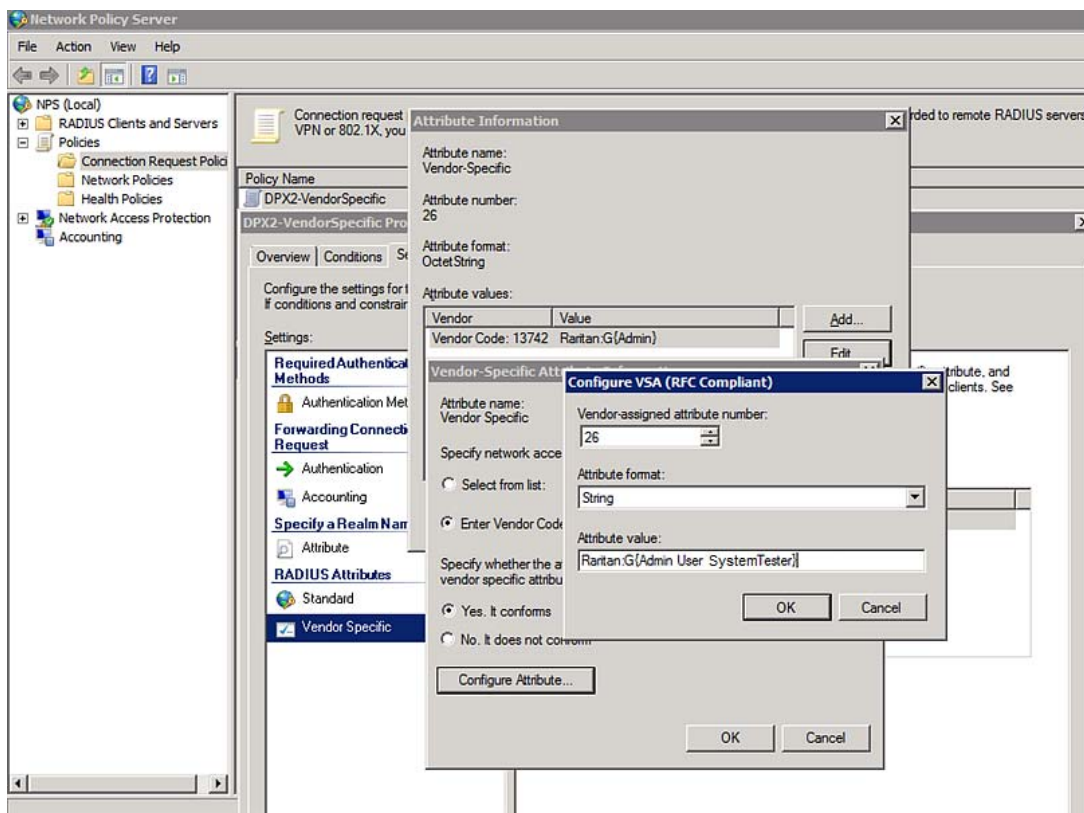 Network Policy Server
File Action View Help
NPS (Local)
RADIUS Clients and Servers
Policies
Connection Request Polici
Network Policies
Health Policies
Network Access Protection
Accounting
Connection request
VPN or 802.1X, you
rded to remote RADIUS servers
Policy Name
DPX2-VendorSpecific
DPX2-VendorSpecific Pro
Overview Conditions Se
Configure the settings for t
If conditions and constrair
Settings:
Required Authenticat
Methods
Authentication Met
Forwarding Connecti
Request
Authentication
Accounting
Specify a Realm Nam
Attribute
RADIUS Attributes
Standard
Vendor Specific
Attribute Information
Attribute name:
Vendor-Specific
Attribute number:
26
Attribute format:
OctetString
Attribute values:
Vendor Value
Vendor Code: 13742 Raritan:G{Admin}
Add...
Edit
tribute, and
clients. See
Vendor-Specific Att
Attribute name:
Vendor Specific
Specify network acce
Select from list:
Enter Vendor Code
Specify whether the a
vendor specific attribu
Yes. It conforms
No. It does not conform
Configure Attribute...
OK Cancel
Configure VSA (RFC Compliant)
Vendor-assigned attribute number:
26
Attribute format:
String
Attribute value:
Raritan:G{Admin User SystemTester}
OK Cancel